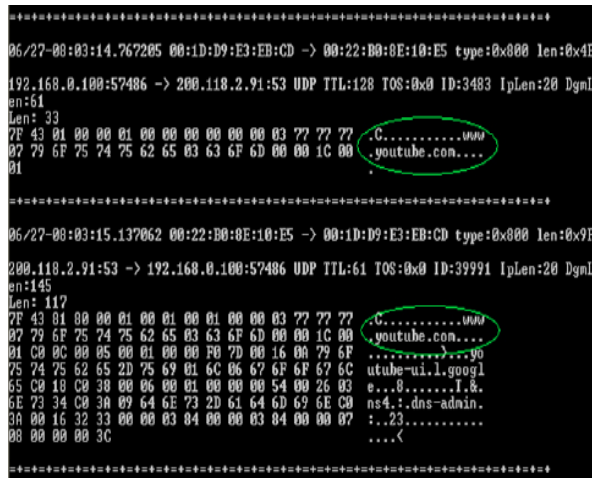 =+=+=+=+=+=+=+=+=+=+=+=+=+=+=+=+=+=+=+=+=+=+=+=+=+=+=+=+=+=+=+=+=+=+=+=+
06/27-08:03:14.767205 00:1D:D9:E3:EB:CD -> 00:22:B0:8E:10:E5 type:0x800 len:0x4B
192.168.0.100:57486 -> 200.118.2.91:53 UDP TTL:128 TOS:0x0 ID:3483 IpLen:20 DgmL
en:61
Len: 33
7F 43 01 00 00 01 00 00 00 00 00 00 03 77 77 77 .C...........www
07 79 6F 75 74 75 62 65 03 63 6F 6D 00 00 1C 00 .youtube.com....
01 .
=+=+=+=+=+=+=+=+=+=+=+=+=+=+=+=+=+=+=+=+=+=+=+=+=+=+=+=+=+=+=+=+=+=+=+=+
06/27-08:03:15.137062 00:22:B0:8E:10:E5 -> 00:1D:D9:E3:EB:CD type:0x800 len:0x9F
200.118.2.91:53 -> 192.168.0.100:57486 UDP TTL:61 TOS:0x0 ID:39991 IpLen:20 DgmL
en:145
Len: 117
7F 43 81 80 00 01 00 01 00 01 00 00 03 77 77 77 .C...........www
07 79 6F 75 74 75 62 65 03 63 6F 6D 00 00 1C 00 .youtube.com....
01 C0 0C 00 05 00 01 00 00 F0 7D 00 16 0A 79 6F ..........}...yo
75 74 75 62 65 2D 75 69 01 6C 06 67 6F 6F 67 6C utube-ui.l.googl
65 C0 18 C0 38 00 06 00 01 00 00 00 54 00 26 03 e...8.......T.&.
6E 73 34 C0 3A 09 64 6E 73 2D 61 64 6D 69 6E C0 ns4.:.dns-admin.
3A 00 16 32 33 00 00 03 84 00 00 03 84 00 00 07 :..23...........
08 00 00 00 3C ....<
=+=+=+=+=+=+=+=+=+=+=+=+=+=+=+=+=+=+=+=+=+=+=+=+=+=+=+=+=+=+=+=+=+=+=+=+